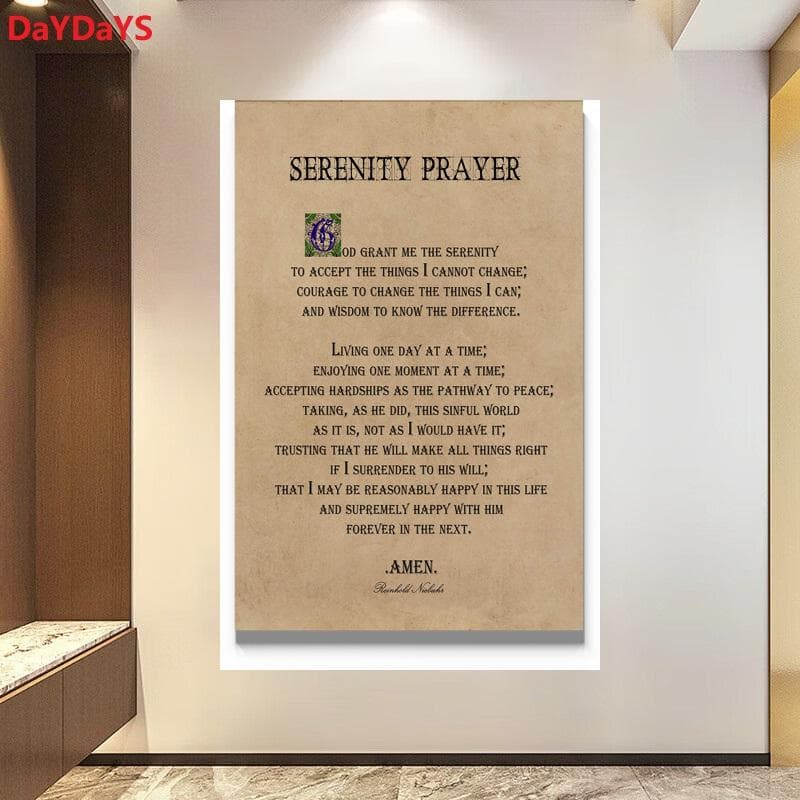 DaYDaYS
SERENITY PRAYER
GOD GRANT ME THE SERENITY
TO ACCEPT THE THINGS I CANNOT CHANGE;
COURAGE TO CHANGE THE THINGS I CAN;
AND WISDOM TO KNOW THE DIFFERENCE.
LIVING ONE DAY AT A TIME;
ENJOYING ONE MOMENT AT A TIME;
ACCEPTING HARDSHIPS AS THE PATHWAY TO PEACE;
TAKING, AS HE DID, THIS SINFUL WORLD
AS IT IS, NOT AS I WOULD HAVE IT;
TRUSTING THAT HE WILL MAKE ALL THINGS RIGHT
IF I SURRENDER TO HIS WILL;
THAT I MAY BE REASONABLY HAPPY IN THIS LIFE
AND SUPREMELY HAPPY WITH HIM
FOREVER IN THE NEXT.
.AMEN.
Reinhold Niebuhr